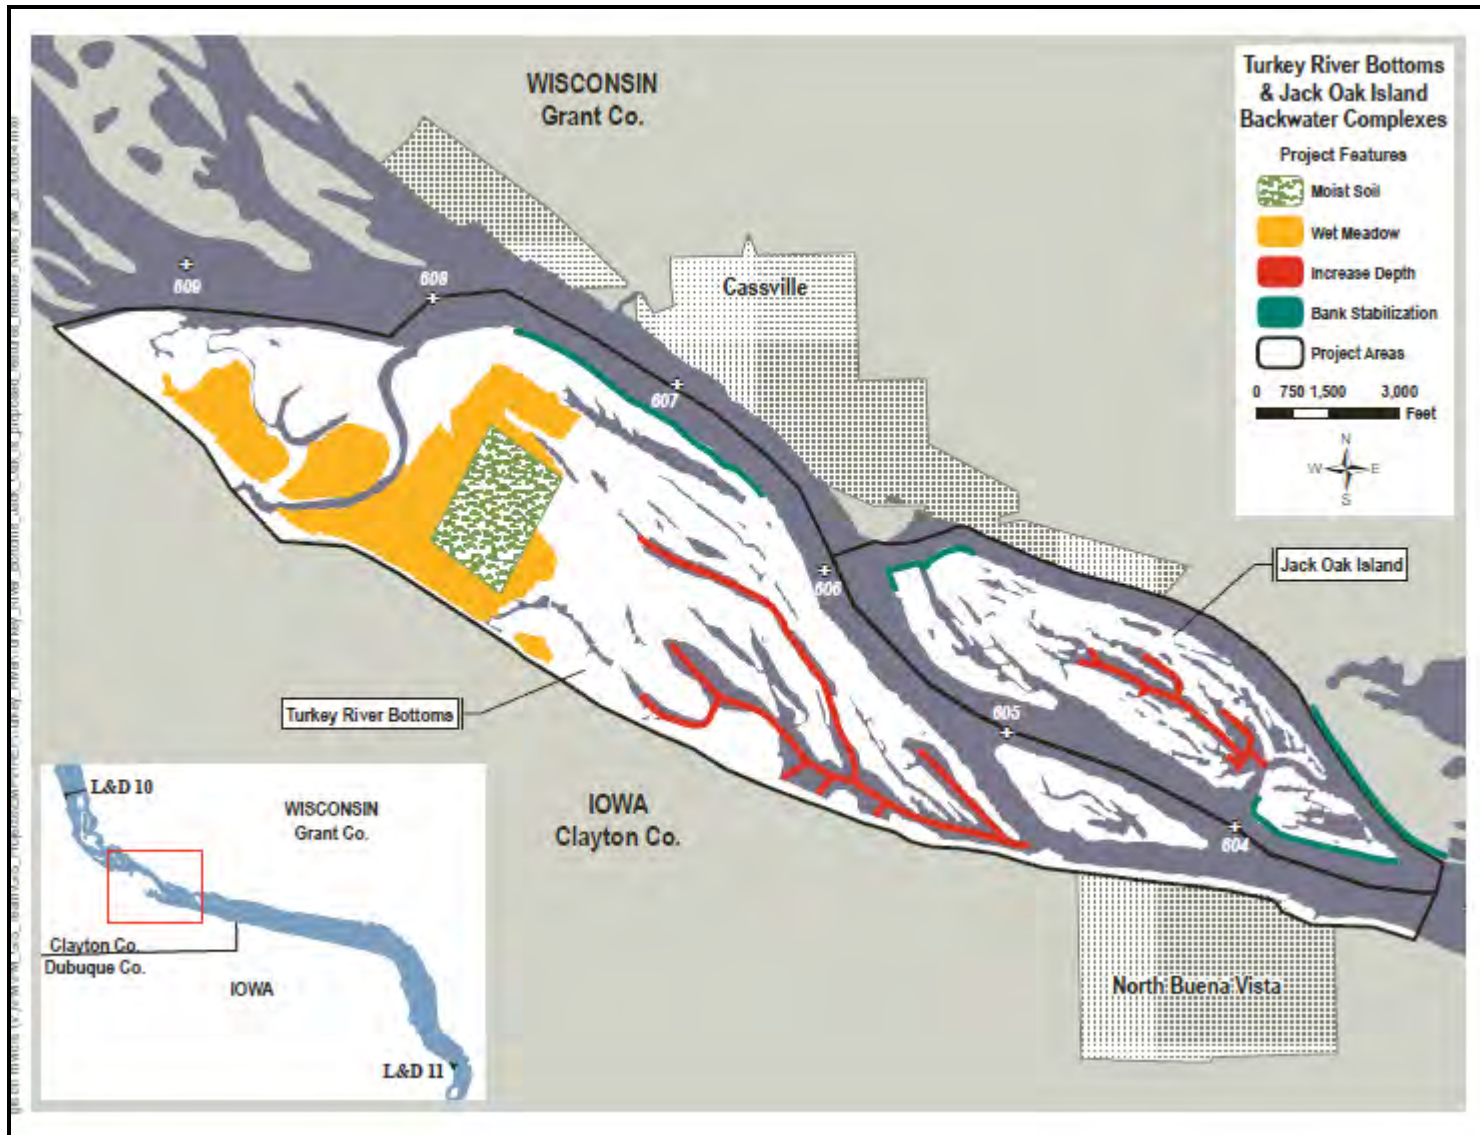 WISCONSIN
Grant Co.
Turkey River Bottoms
& Jack Oak Island
Backwater Complexes
Project Features
Moist Soil
Wet Meadow
Increase Depth
Bank Stabilization
Project Areas
0 750 1,500 3,000
Feet
N
W E
S
609
608
Cassville
607
606
Jack Oak Island
605
Turkey River Bottoms
604
IOWA
Clayton Co.
North Buena Vista
L&D 10
WISCONSIN
Grant Co.
Clayton Co.
Dubuque Co.
IOWA
L&D 11